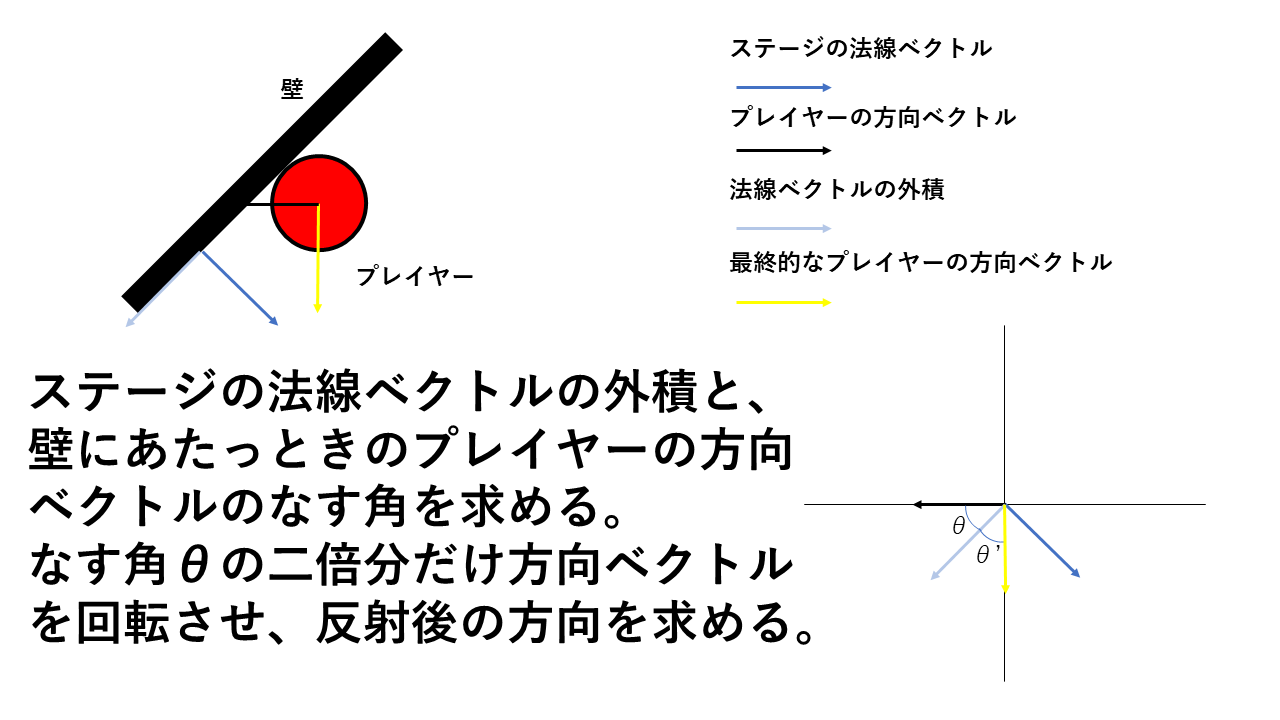 壁
プレイヤー
ステージの法線ベクトル
プレイヤーの方向ベクトル
法線ベクトルの外積
最終的なプレイヤーの方向ベクトル
ステージの法線ベクトルの外積と、
壁にあたっときのプレイヤーの方向
ベクトルのなす角を求める。
なす角θの二倍分だけ方向ベクトル
を回転させ、反射後の方向を求める。
θ
θ’